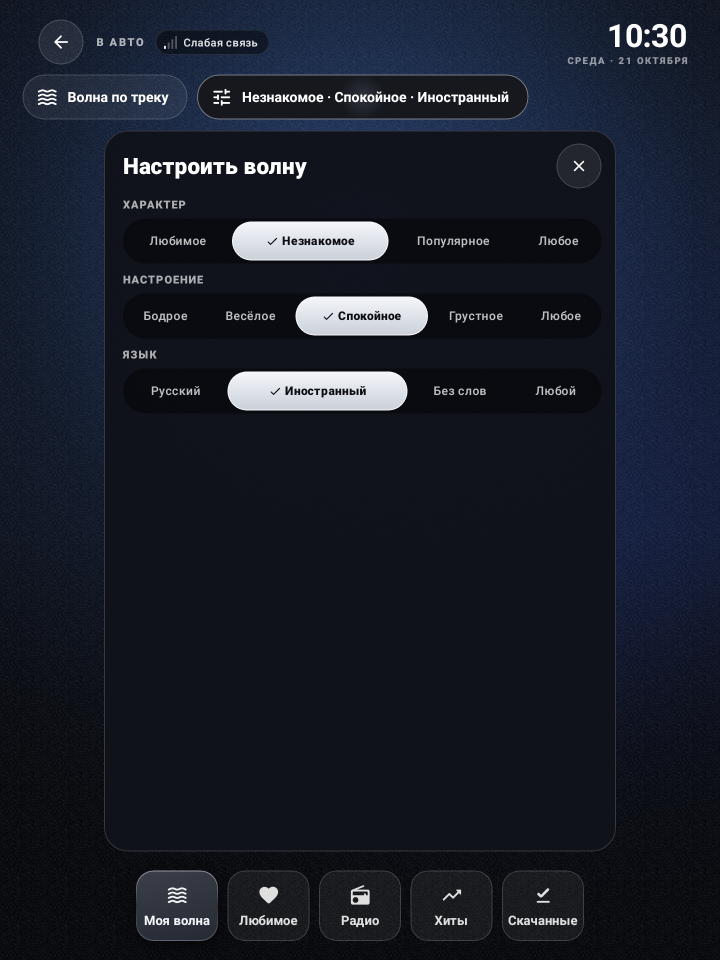 В АВТО
Слабая связь
10:30
СРЕДА · 21 ОКТЯБРЯ
Волна по треку
Незнакомое · Спокойное · Иностранный
Настроить волну
ХАРАКТЕР
Любимое Незнакомое Популярное Любое
НАСТРОЕНИЕ
Бодрое Весёлое Спокойное Грустное Любое
ЯЗЫК
Русский Иностранный Без слов Любой
Моя волна Любимое Радио Хиты Скачанные